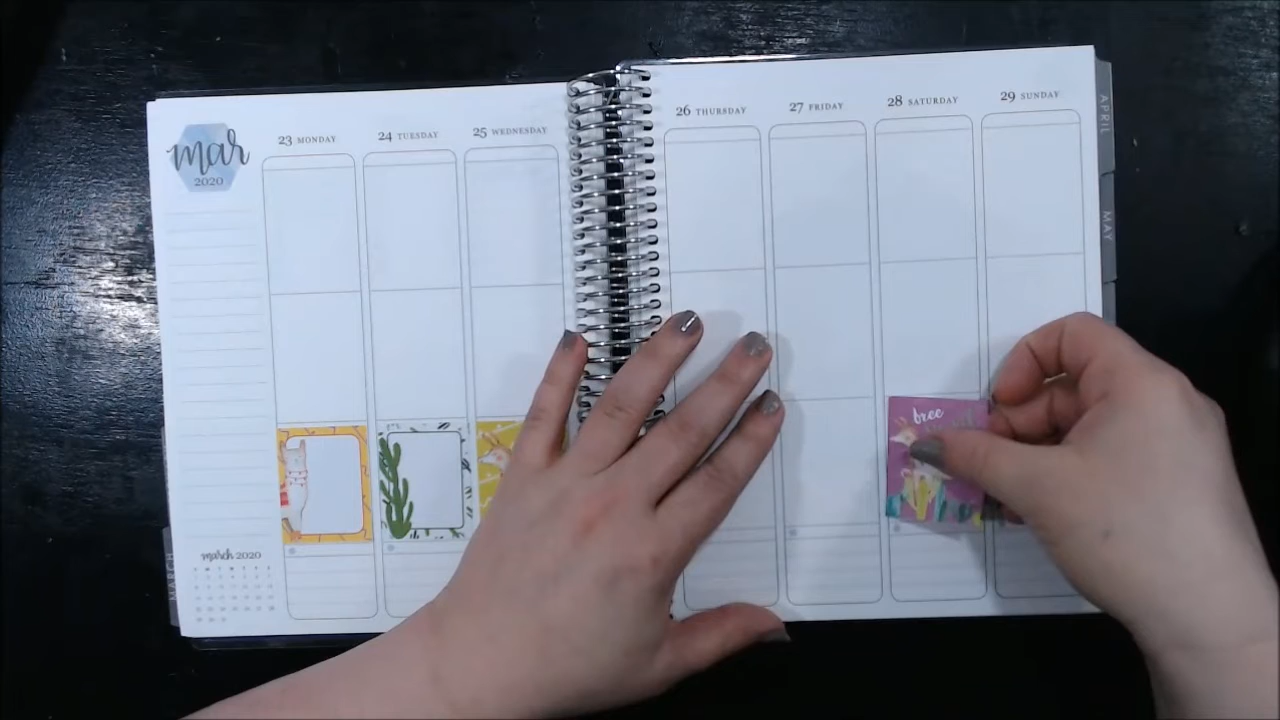 mar
2020
23 MONDAY
24 TUESDAY
25 WEDNESDAY
26 THURSDAY
27 FRIDAY
28 SATURDAY
29 SUNDAY
APRIL
MAY
free
march 2020
MARCH